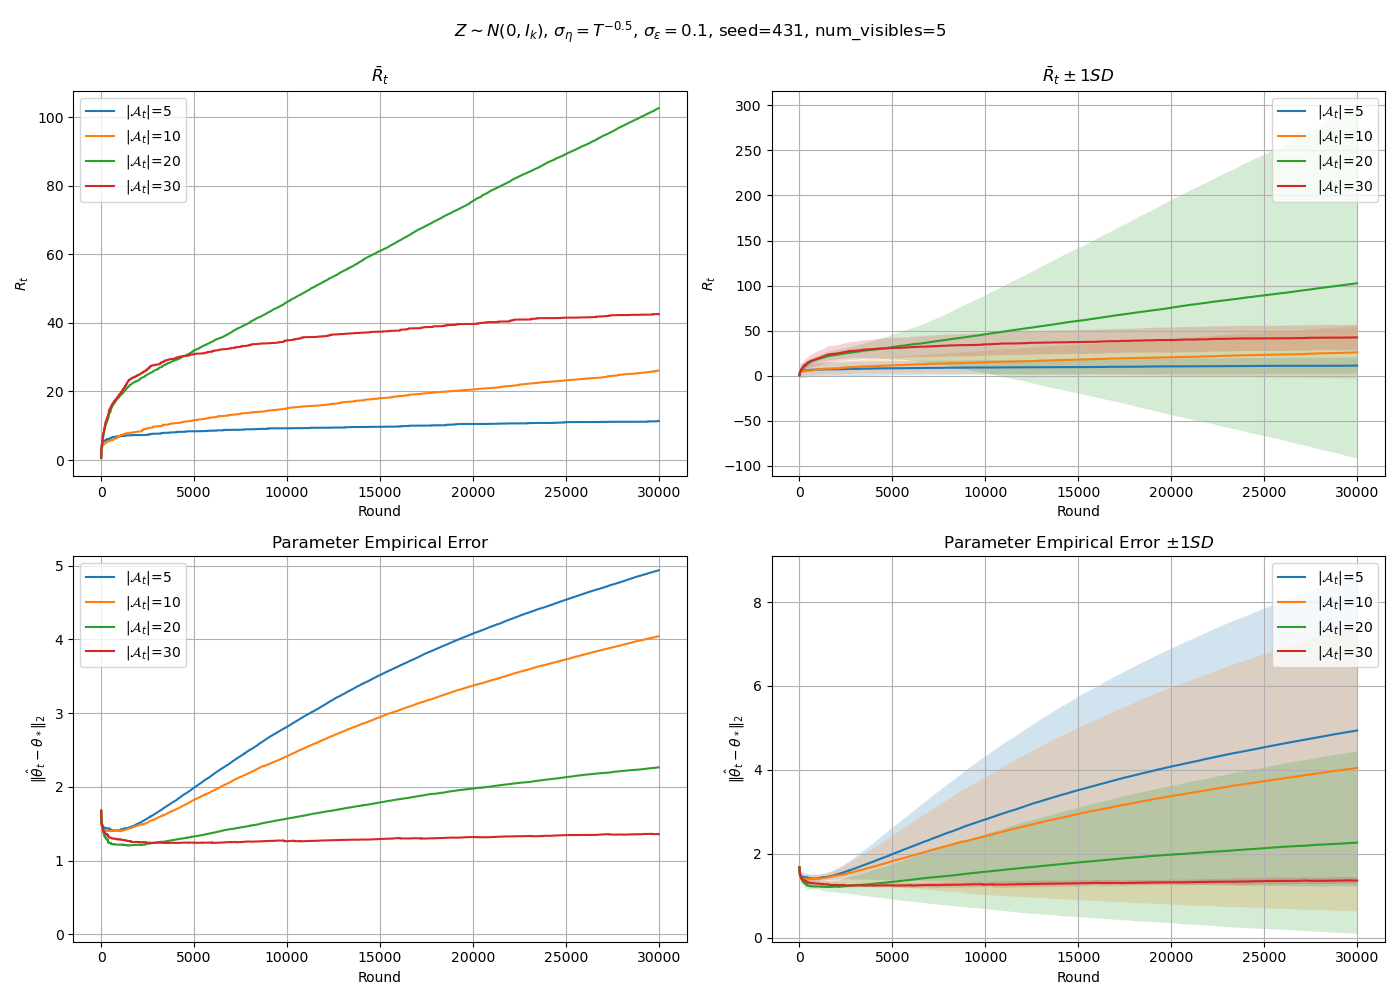 Z ∼ N(0, I_k), σ_η = T^{−0.5}, σ_ε = 0.1, seed=431, num_visibles=5
R̄_t
R_t
100
80
60
40
20
0
|𝒜_t|=5
|𝒜_t|=10
|𝒜_t|=20
|𝒜_t|=30
0 5000 10000 15000 20000 25000 30000
Round
R̄_t ± 1SD
R_t
300
250
200
150
100
50
0
−50
−100
|𝒜_t|=5
|𝒜_t|=10
|𝒜_t|=20
|𝒜_t|=30
0 5000 10000 15000 20000 25000 30000
Round
Parameter Empirical Error
‖θ̂_t − θ_*‖_2
5
4
3
2
1
0
|𝒜_t|=5
|𝒜_t|=10
|𝒜_t|=20
|𝒜_t|=30
0 5000 10000 15000 20000 25000 30000
Round
Parameter Empirical Error ±1SD
‖θ̂_t − θ_*‖_2
8
6
4
2
0
|𝒜_t|=5
|𝒜_t|=10
|𝒜_t|=20
|𝒜_t|=30
0 5000 10000 15000 20000 25000 30000
Round